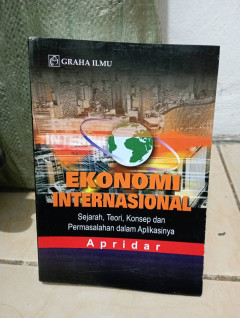 GRAHA ILMU
EKONOMI
INTERNASIONAL
Sejarah, Teori, Konsep dan
Permasalahan dalam Aplikasinya
Apridar